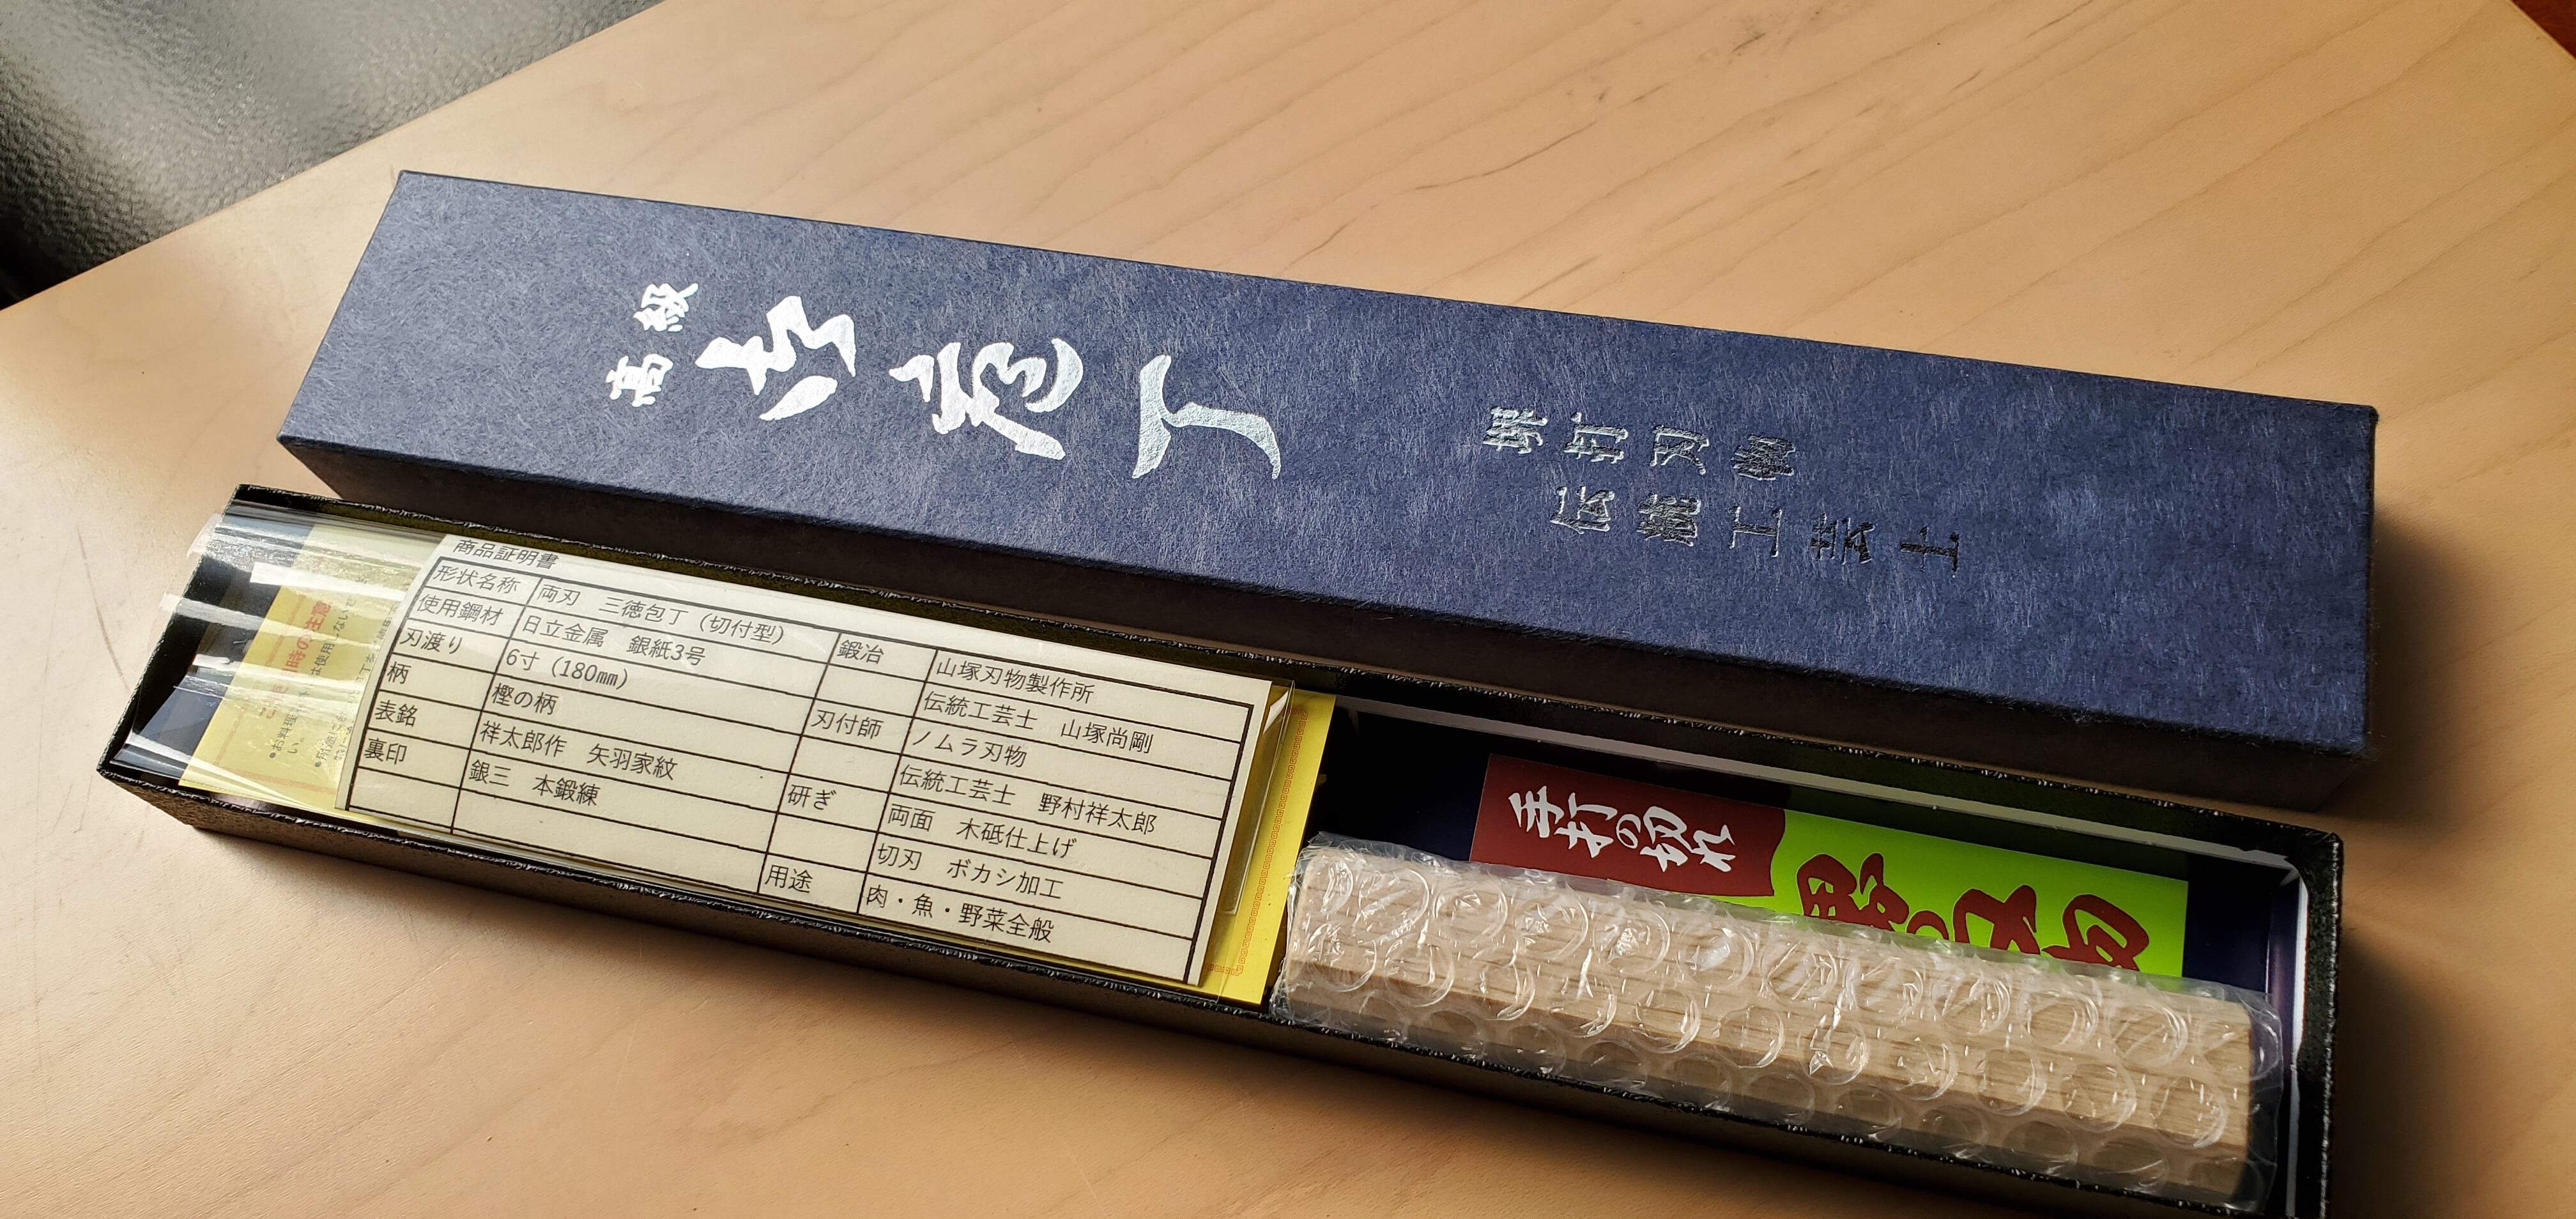 高級
好庖丁
堺打刃物
伝統工芸士
商品証明書
形状名称 両刃 三徳包丁 (切付型)
使用鋼材 日立金属 銀紙3号
刃渡り 6寸 (180㎜)
柄 樫の柄
表銘 祥太郎作 矢羽家紋
裏印 銀三 本鍛練
鍛冶 山塚刃物製作所
伝統工芸士 山塚尚剛
刃付師 ノムラ刃物
伝統工芸士 野村祥太郎
研ぎ 両面 木砥仕上げ
切刃 ボカシ加工
用途 肉・魚・野菜全般
手打の切れ
時の注意